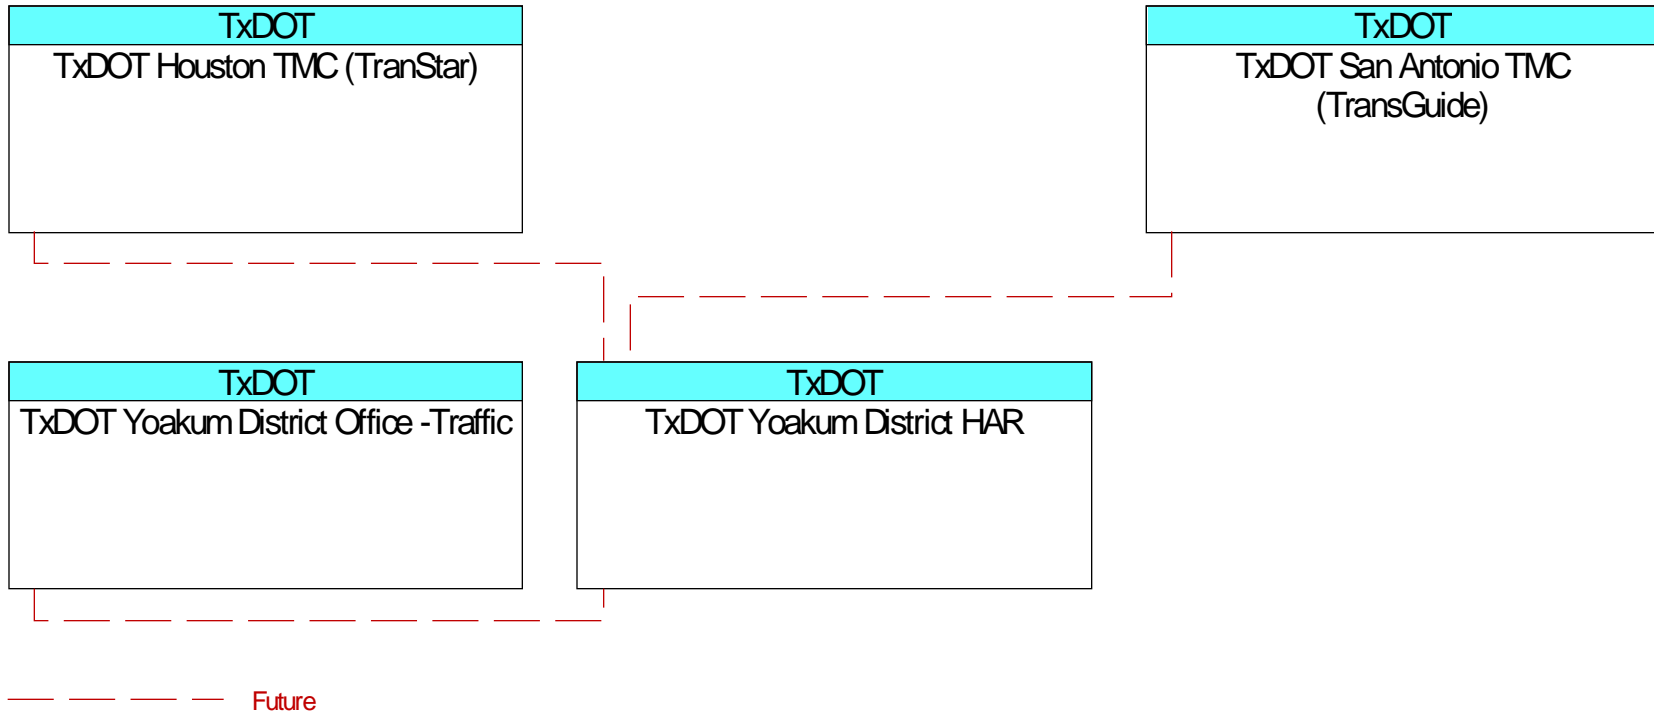 TxDOT
TxDOT Houston TMC (TranStar)
TxDOT
TxDOT San Antonio TMC
(TransGuide)
TxDOT
TxDOT Yoakum District Office -Traffic
TxDOT
TxDOT Yoakum District HAR
Future